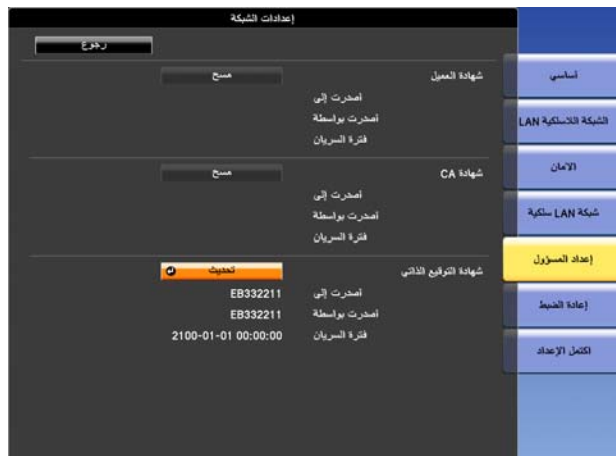 إعدادات الشبكة
رجوع
شهادة العميل مسح
أصدرت إلى
أصدرت بواسطة
فترة السريان
شهادة CA مسح
أصدرت إلى
أصدرت بواسطة
فترة السريان
شهادة التوقيع الذاتي تحديث
أصدرت إلى EB332211
أصدرت بواسطة EB332211
فترة السريان 2100-01-01 00:00:00
أساسي
الشبكة اللاسلكية LAN
الأمان
شبكة LAN سلكية
إعداد المسؤول
إعادة الضبط
اكتمل الإعداد